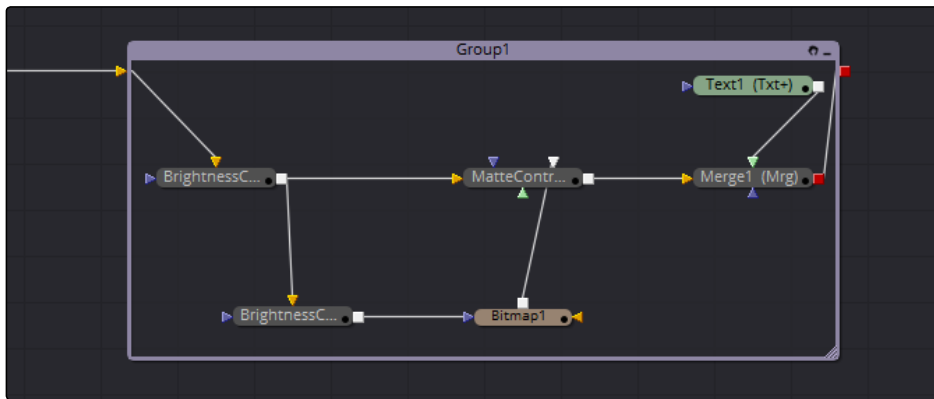 Group1
Text1 (Txt+)
BrightnessC...
MatteContr...
Merge1 (Mrg)
BrightnessC...
Bitmap1